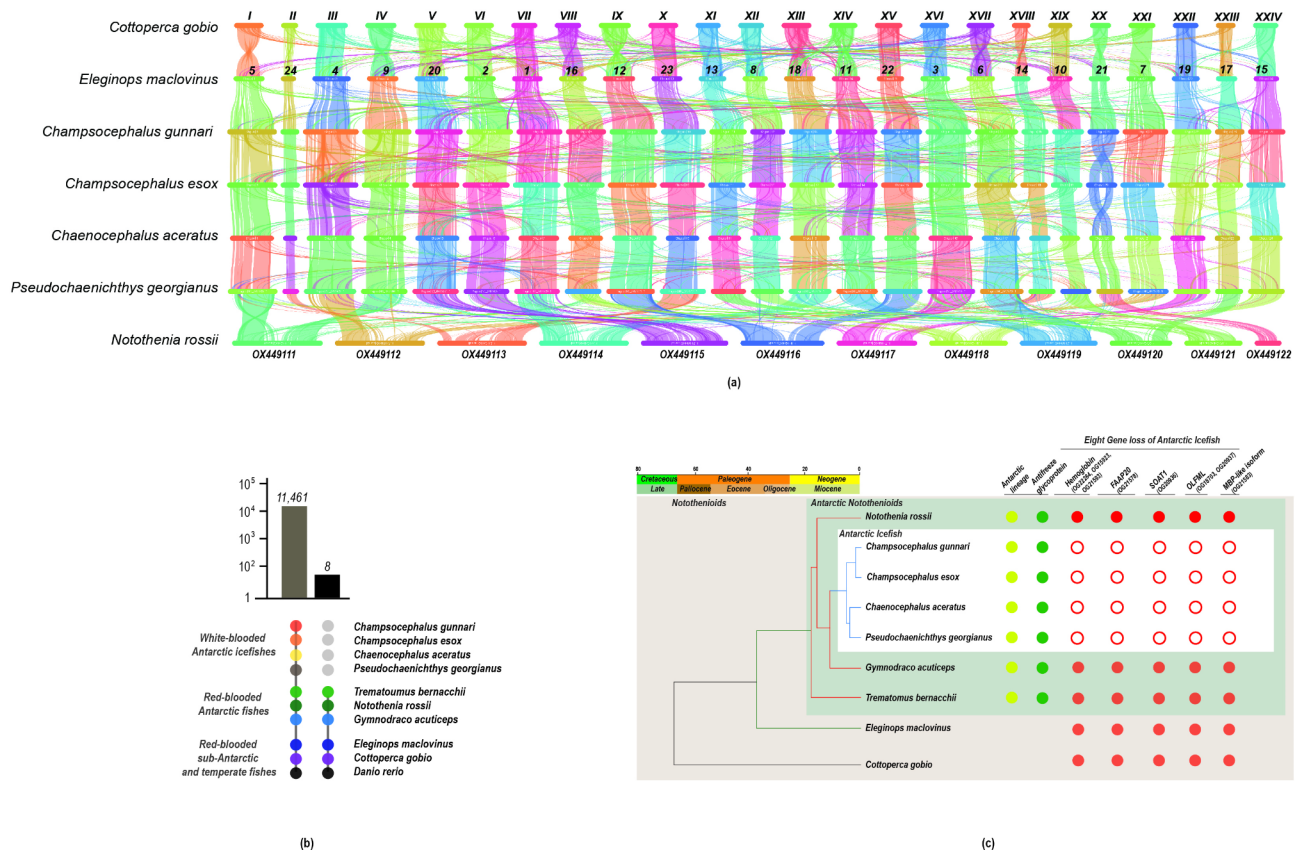 I II III IV V VI VII VIII IX X XI XII XIII XIV XV XVI XVII XVIII XIX XX XXI XXII XXIII XXIV
Cottoperca gobio
5 24 4 9 20 2 1 16 12 23 13 8 18 11 22 3 6 14 10 21 7 19 17 15
Eleginops maclovinus
Champsocephalus gunnari
Champsocephalus esox
Chaenocephalus aceratus
Pseudochaenichthys georgianus
Notothenia rossii
OX449111 OX449112 OX449113 OX449114 OX449115 OX449116 OX449117 OX449118 OX449119 OX449120 OX449121 OX449122
(a)
10⁵
11,461
10⁴
10³
10²
8
1
White-blooded
Antarctic icefishes
Champsocephalus gunnari
Champsocephalus esox
Chaenocephalus aceratus
Pseudochaenichthys georgianus
Red-blooded
Antarctic fishes
Trematoumus bernacchii
Notothenia rossii
Gymnodraco acuticeps
Red-blooded
sub-Antarctic
and temperate fishes
Eleginops maclovinus
Cottoperca gobio
Danio rerio
(b)
Eight Gene loss of Antarctic Icefish
Antarctic
lineage
Antifreeze
glycoprotein
Hemoglobin
FAAP20
(OG21579)
SOAT1
OLFML
(OG18703, OG20937)
MBP-like isoform
(OG21583)
80 60 40 20 0
Cretaceous Paleogene Neogene
Late Paliocene Eocene Oligocene Miocene
Notothenioids
Antarctic Notothenioids
Notothenia rossii
Antarctic Icefish
Champsocephalus gunnari
Champsocephalus esox
Chaenocephalus aceratus
Pseudochaenichthys georgianus
Gymnodraco acuticeps
Trematomus bernacchii
Eleginops maclovinus
Cottoperca gobio
(c)